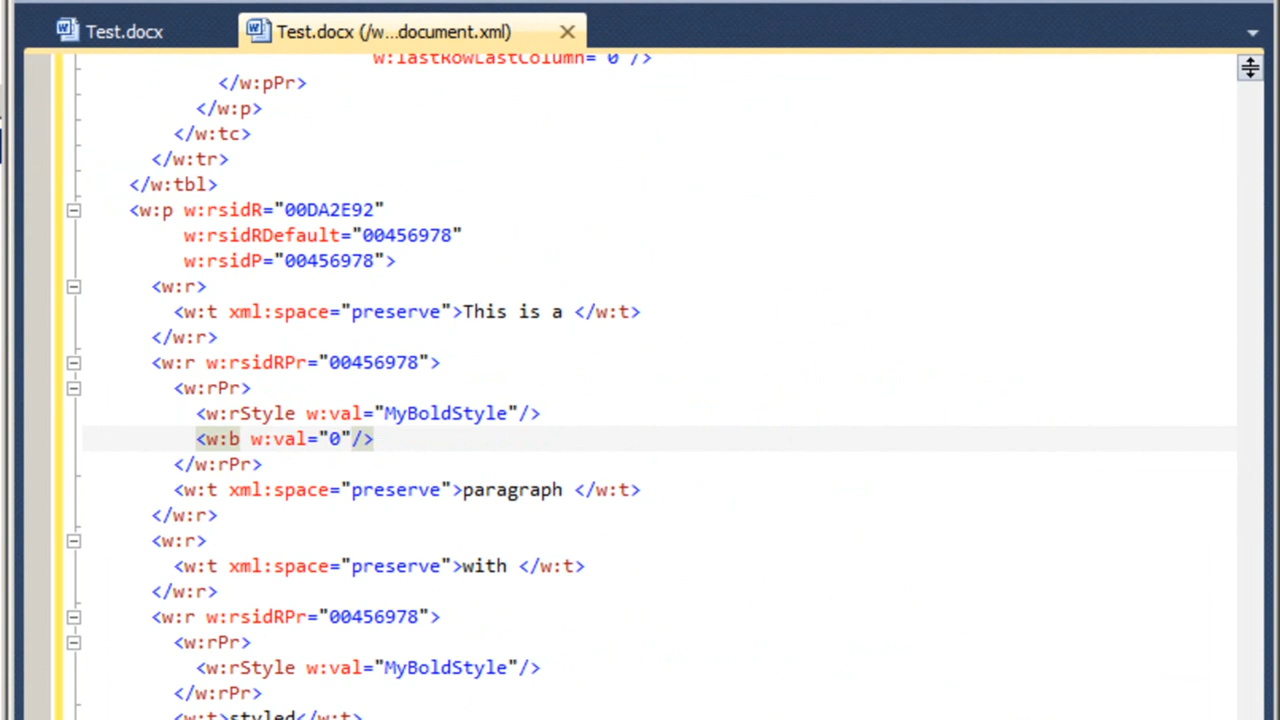 Test.docx
Test.docx (/w...document.xml)
w:lastRowLastColumn="0"/>
</w:pPr>
</w:p>
</w:tc>
</w:tr>
</w:tbl>
<w:p w:rsidR="00DA2E92"
w:rsidRDefault="00456978"
w:rsidP="00456978">
<w:r>
<w:t xml:space="preserve">This is a </w:t>
</w:r>
<w:r w:rsidRPr="00456978">
<w:rPr>
<w:rStyle w:val="MyBoldStyle"/>
<w:b w:val="0"/>
</w:rPr>
<w:t xml:space="preserve">paragraph </w:t>
</w:r>
<w:r>
<w:t xml:space="preserve">with </w:t>
</w:r>
<w:r w:rsidRPr="00456978">
<w:rPr>
<w:rStyle w:val="MyBoldStyle"/>
</w:rPr>
<w:t>styled</w:t>